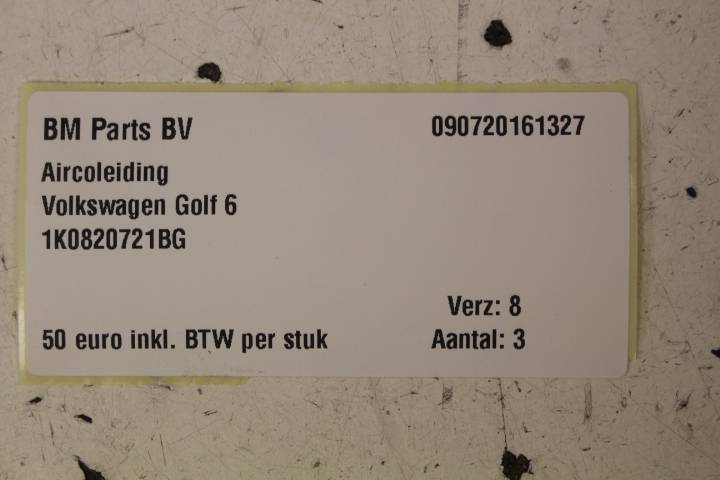 BM Parts BV 090720161327
Aircoleiding
Volkswagen Golf 6
1K0820721BG
Verz: 8
50 euro inkl. BTW per stuk Aantal: 3